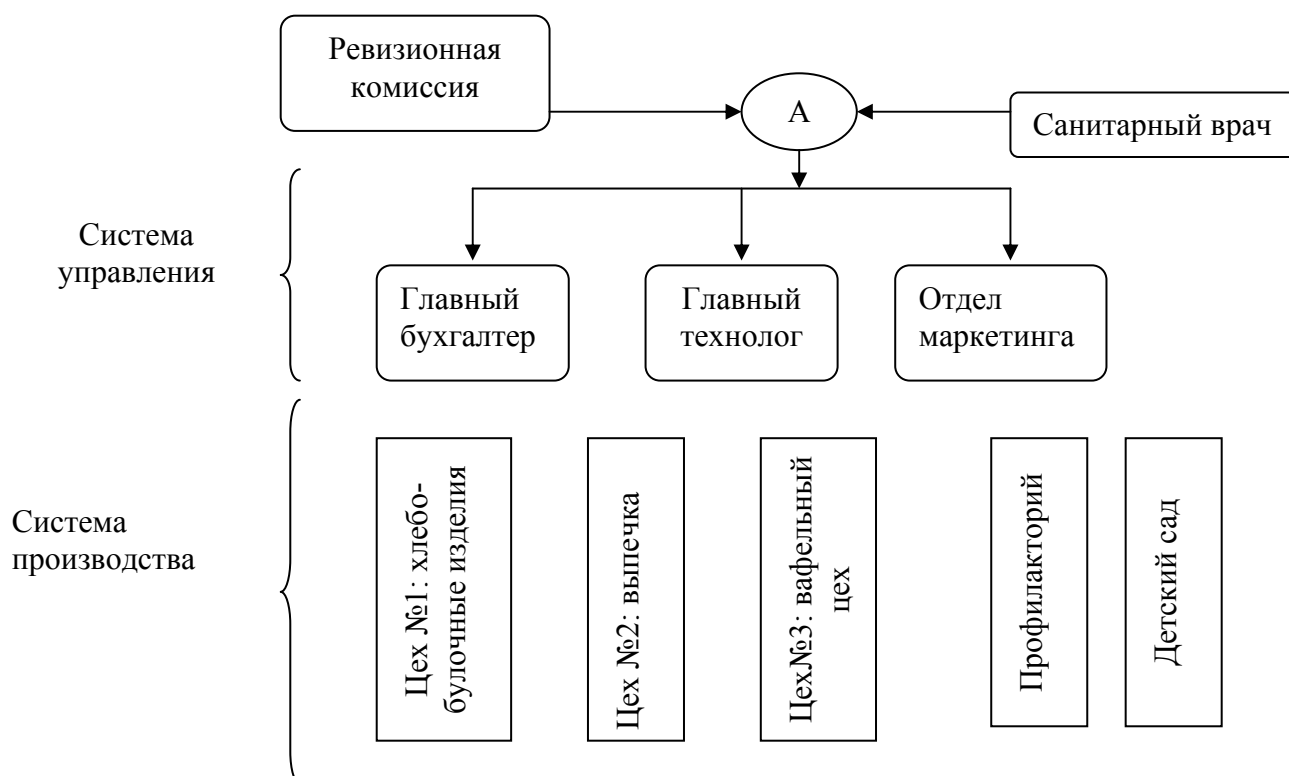 Ревизионная
комиссия
А
Санитарный врач
Система
управления
Главный
бухгалтер
Главный
технолог
Отдел
маркетинга
Система
производства
Цех №1: хлебо-
булочные изделия
Цех №2: выпечка
Цех№3: вафельный
цех
Профилакторий
Детский сад